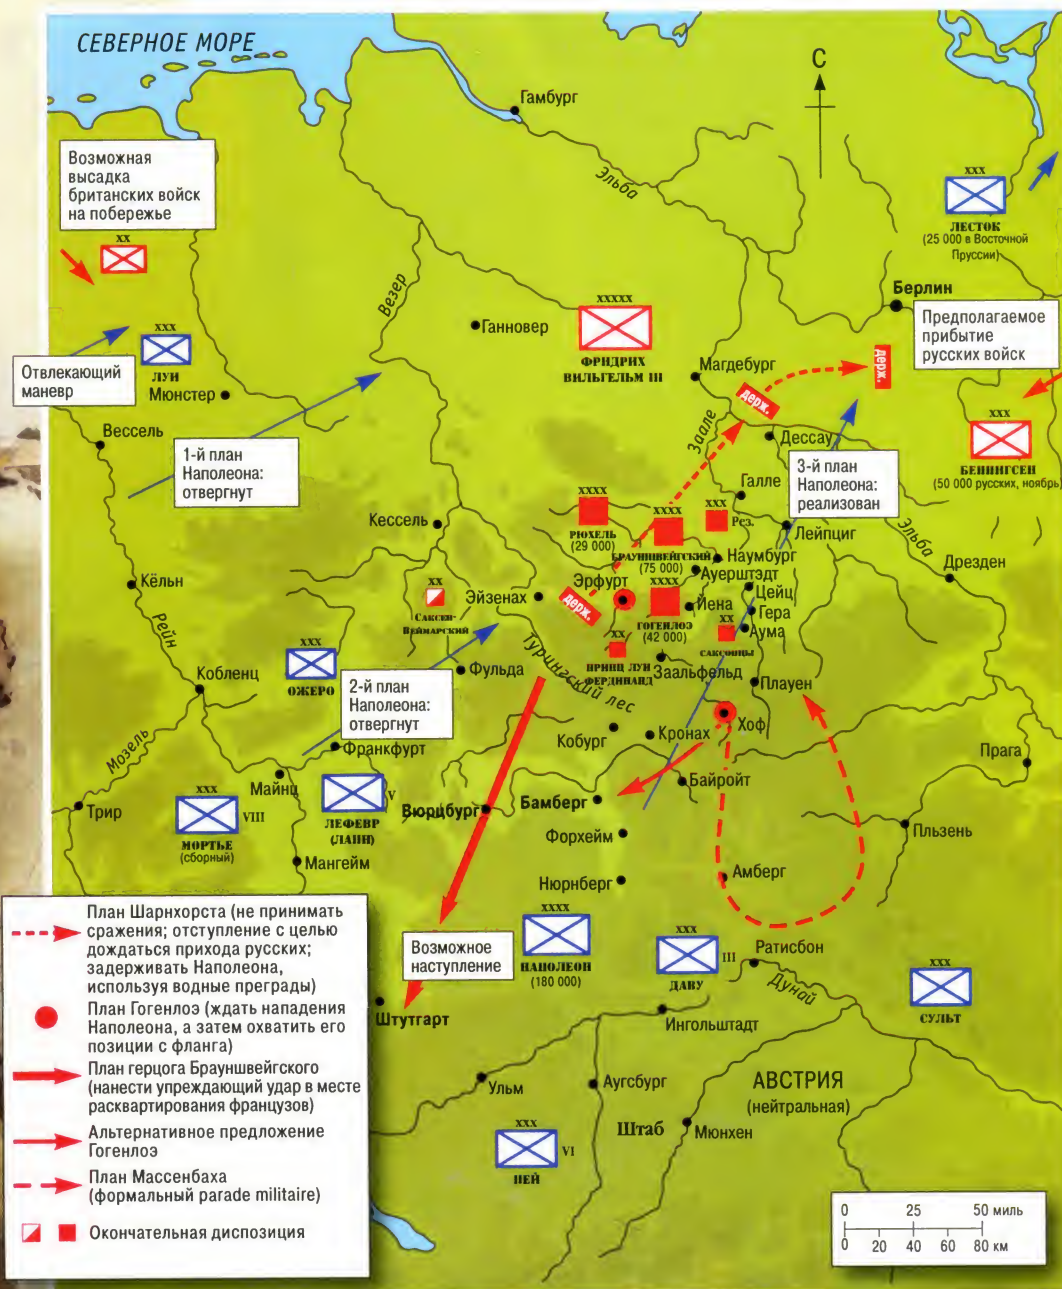 СЕВЕРНОЕ МОРЕ
С
Гамбург
Эльба
Возможная
высадка
британских войск
на побережье
XX
XXX
ЛЕСТОК
(25 000 в Восточной
Пруссии)
Берлин
Везер
Ганновер
XXXXX
ФРИДРИХ
ВИЛЬГЕЛЬМ III
Предполагаемое
прибытие
русских войск
XXX
ЛУИ
Отвлекающий
маневр
Мюнстер
Магдебург
держ.
держ.
Заале
Дессау
XXX
БЕНИНГСЕН
(50 000 русских, ноябрь)
Вессель
1-й план
Наполеона:
отвергнут
3-й план
Наполеона:
реализован
Галле
XXXX
РЮХЕЛЬ
(29 000)
XXXX
БРАУНШВЕЙГСКИЙ
(75 000)
XXX
Рез.
Лейпциг
Эльба
Кессель
Наумбург
Дрезден
Ауерштэдт
Кёльн
Рейн
XX
САКСЕН-
ВЕЙМАРСКИЙ
Эйзенах
Эрфурт
держ.
XXXX
ГОГЕНЛОЭ
(42 000)
Йена
Цейц
Гера
Аума
XX
САКСОНЦЫ
XX
ПРИНЦ ЛУИ
ФЕРДИНАНД
Заальфельд
Тюрингский лес
XXX
ОЖЕРО
Фульда
Кобленц
2-й план
Наполеона:
отвергнут
Плауен
Хоф
Мозель
Франкфурт
Кобург
Кронах
Прага
Майнц
Байройт
Трир
XXX
VIII
МОРТЬЕ
(сборный)
V
ЛЕФЕВР
(ЛАНН)
Вюрцбург
Бамберг
Форхейм
Пльзень
Мангейм
Нюрнберг
Амберг
План Шарнхорста (не принимать
сражения; отступление с целью
дождаться прихода русских;
задерживать Наполеона,
используя водные преграды)
План Гогенлоэ (ждать нападения
Наполеона, а затем охватить его
позиции с фланга)
План герцога Брауншвейгского
(нанести упреждающий удар в месте
расквартирования французов)
Альтернативное предложение
Гогенлоэ
План Массенбаха
(формальный parade militaire)
Окончательная диспозиция
Возможное
наступление
XXXX
НАПОЛЕОН
(180 000)
XXX
III
ДАВУ
Ратисбон
Дунай
XXX
СУЛЬТ
Штутгарт
Ингольштадт
Ульм
Аугсбург
АВСТРИЯ
(нейтральная)
Штаб
Мюнхен
XXX
VI
НЕЙ
0 25 50 миль
0 20 40 60 80 км